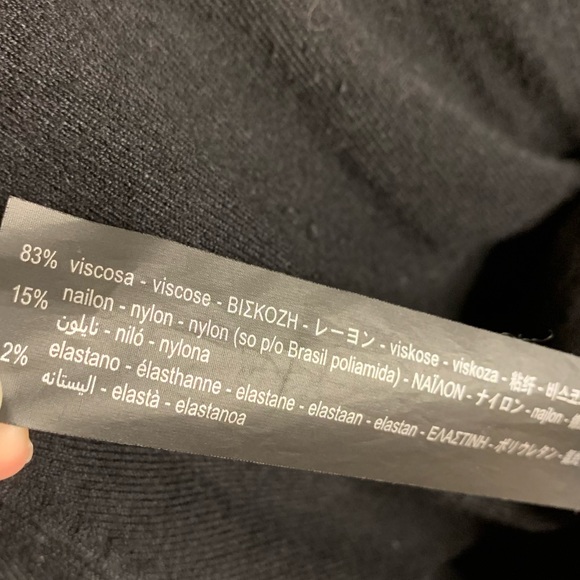 83% viscosa - viscose - ΒΙΣΚΟΖΗ - レーヨン - viskose - viskoza - 粘纤 - 비스코
15% nailon - nylon - nylon (so p/o Brasil poliamida) - ΝΑΪΛΟΝ - ナイロン - najlon -
نايلون - niló - nylona
2% elastano - élasthanne - elastane - elastaan - elastan - ΕΛΑΣΤΙΝΗ - ポリウレタン -
اليستانه - elastà - elastanoa